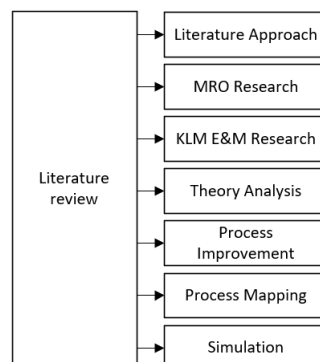 Literature
review
Literature Approach
MRO Research
KLM E&M Research
Theory Analysis
Process
Improvement
Process Mapping
Simulation